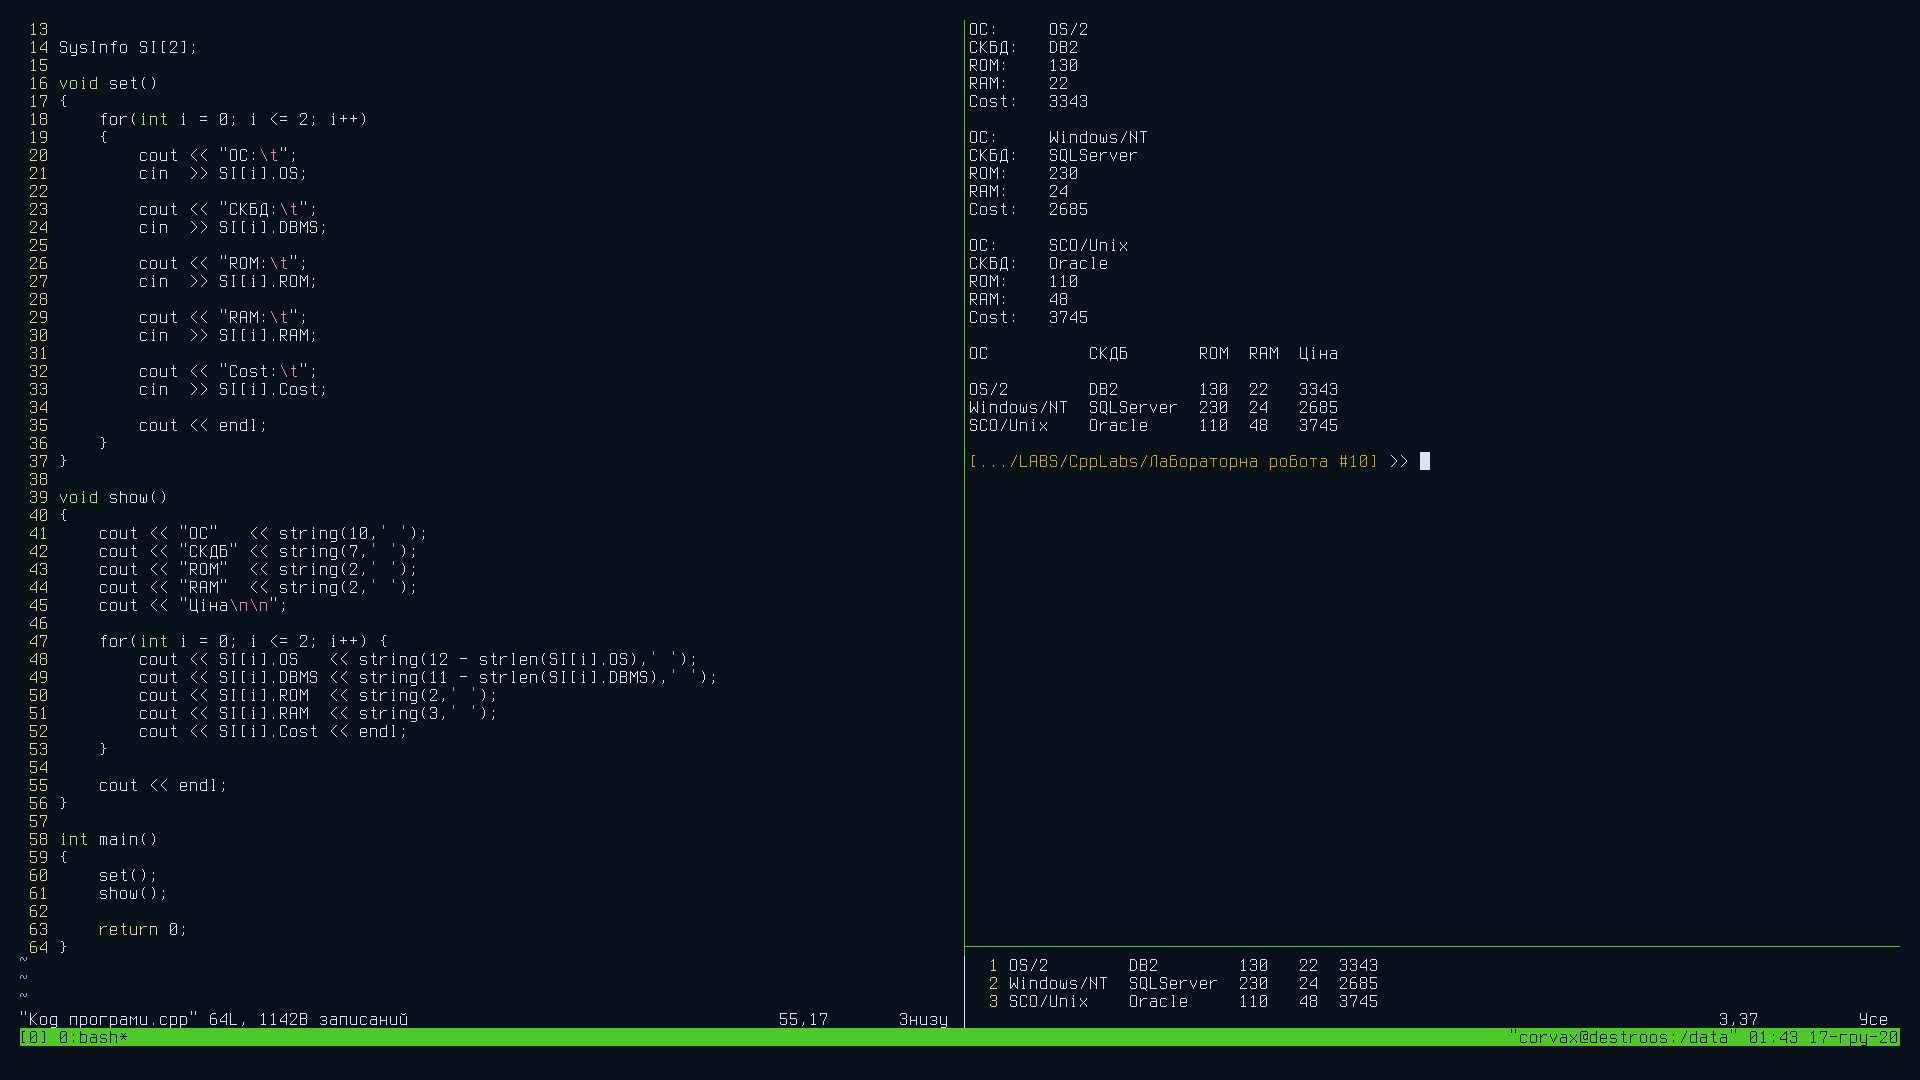 13
14 SysInfo SI[2];
15
16 void set()
17 {
18     for(int i = 0; i <= 2; i++)
19     {
20         cout << "ОС:\t";
21         cin  >> SI[i].OS;
22
23         cout << "СКБД:\t";
24         cin  >> SI[i].DBMS;
25
26         cout << "ROM:\t";
27         cin  >> SI[i].ROM;
28
29         cout << "RAM:\t";
30         cin  >> SI[i].RAM;
31
32         cout << "Cost:\t";
33         cin  >> SI[i].Cost;
34
35         cout << endl;
36     }
37 }
38
39 void show()
40 {
41     cout << "ОС"   << string(10,' ');
42     cout << "СКДБ" << string(7,' ');
43     cout << "ROM"  << string(2,' ');
44     cout << "RAM"  << string(2,' ');
45     cout << "Ціна\n\n";
46
47     for(int i = 0; i <= 2; i++) {
48         cout << SI[i].OS   << string(12 - strlen(SI[i].OS),' ');
49         cout << SI[i].DBMS << string(11 - strlen(SI[i].DBMS),' ');
50         cout << SI[i].ROM  << string(2,' ');
51         cout << SI[i].RAM  << string(3,' ');
52         cout << SI[i].Cost << endl;
53     }
54
55     cout << endl;
56 }
57
58 int main()
59 {
60     set();
61     show();
62
63     return 0;
64 }
~
~
~
"Код програми.cpp" 64L, 1142B записаний 55,17 Знизу
ОС:     OS/2
СКБД:   DB2
ROM:    130
RAM:    22
Cost:   3343
ОС:     Windows/NT
СКБД:   SQLServer
ROM:    230
RAM:    24
Cost:   2685
ОС:     SCO/Unix
СКБД:   Oracle
ROM:    110
RAM:    48
Cost:   3745
ОС          СКДБ       ROM  RAM  Ціна
OS/2        DB2        130  22   3343
Windows/NT  SQLServer  230  24   2685
SCO/Unix    Oracle     110  48   3745
[.../LABS/CppLabs/Лабораторна робота #10] >>
1 OS/2        DB2        130   22  3343
2 Windows/NT  SQLServer  230   24  2685
3 SCO/Unix    Oracle     110   48  3745
3,37 Усе
[0] 0:bash* "corvax@destroos:/data" 01:43 17-гру-20